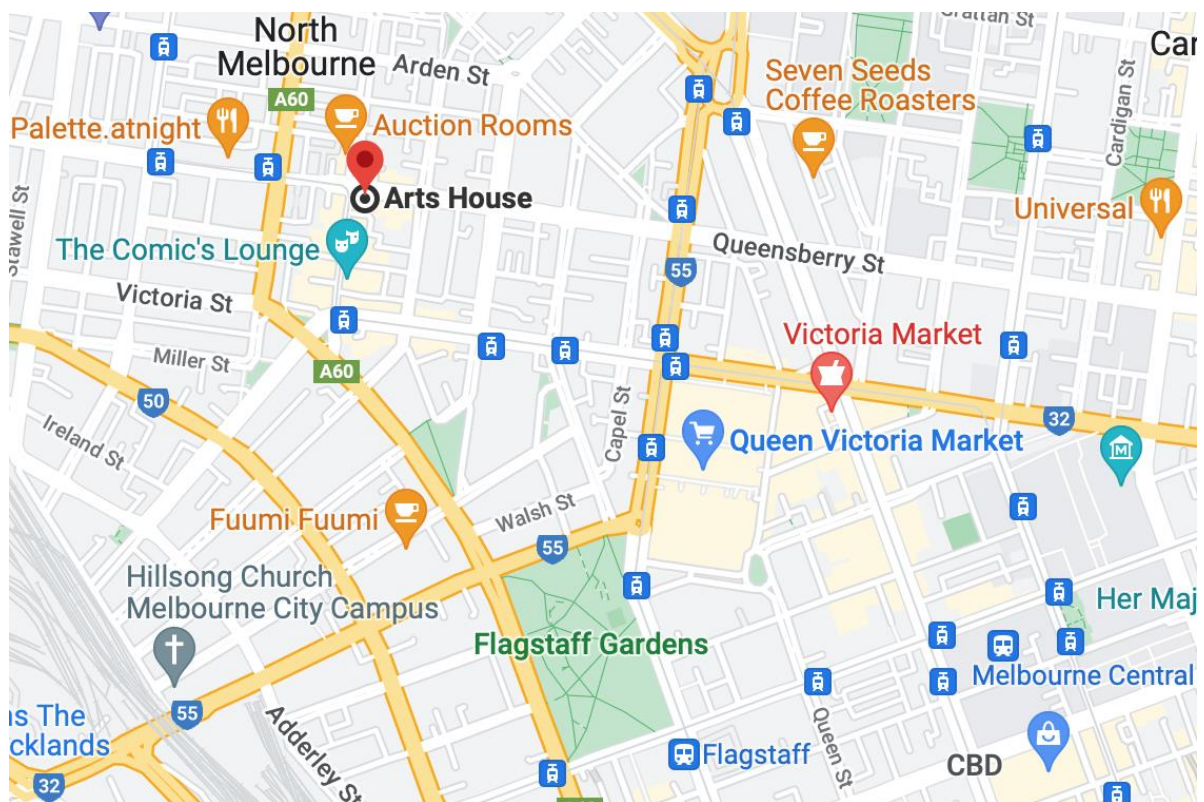 North
Melbourne
Arden St
Grattan St
Car
A60
Seven Seeds
Coffee Roasters
Cardigan St
Palette.atnight
Auction Rooms
Arts House
Universal
Stawell St
The Comic's Lounge
Queensberry St
55
Victoria St
Victoria Market
Miller St
A60
50
Capel St
32
Ireland St
Queen Victoria Market
M
Fuumi Fuumi
Walsh St
55
Hillsong Church
Melbourne City Campus
Her Maj
Flagstaff Gardens
Melbourne Central
55
ns The
cklands
Adderley St
Flagstaff
Queen St
CBD
32